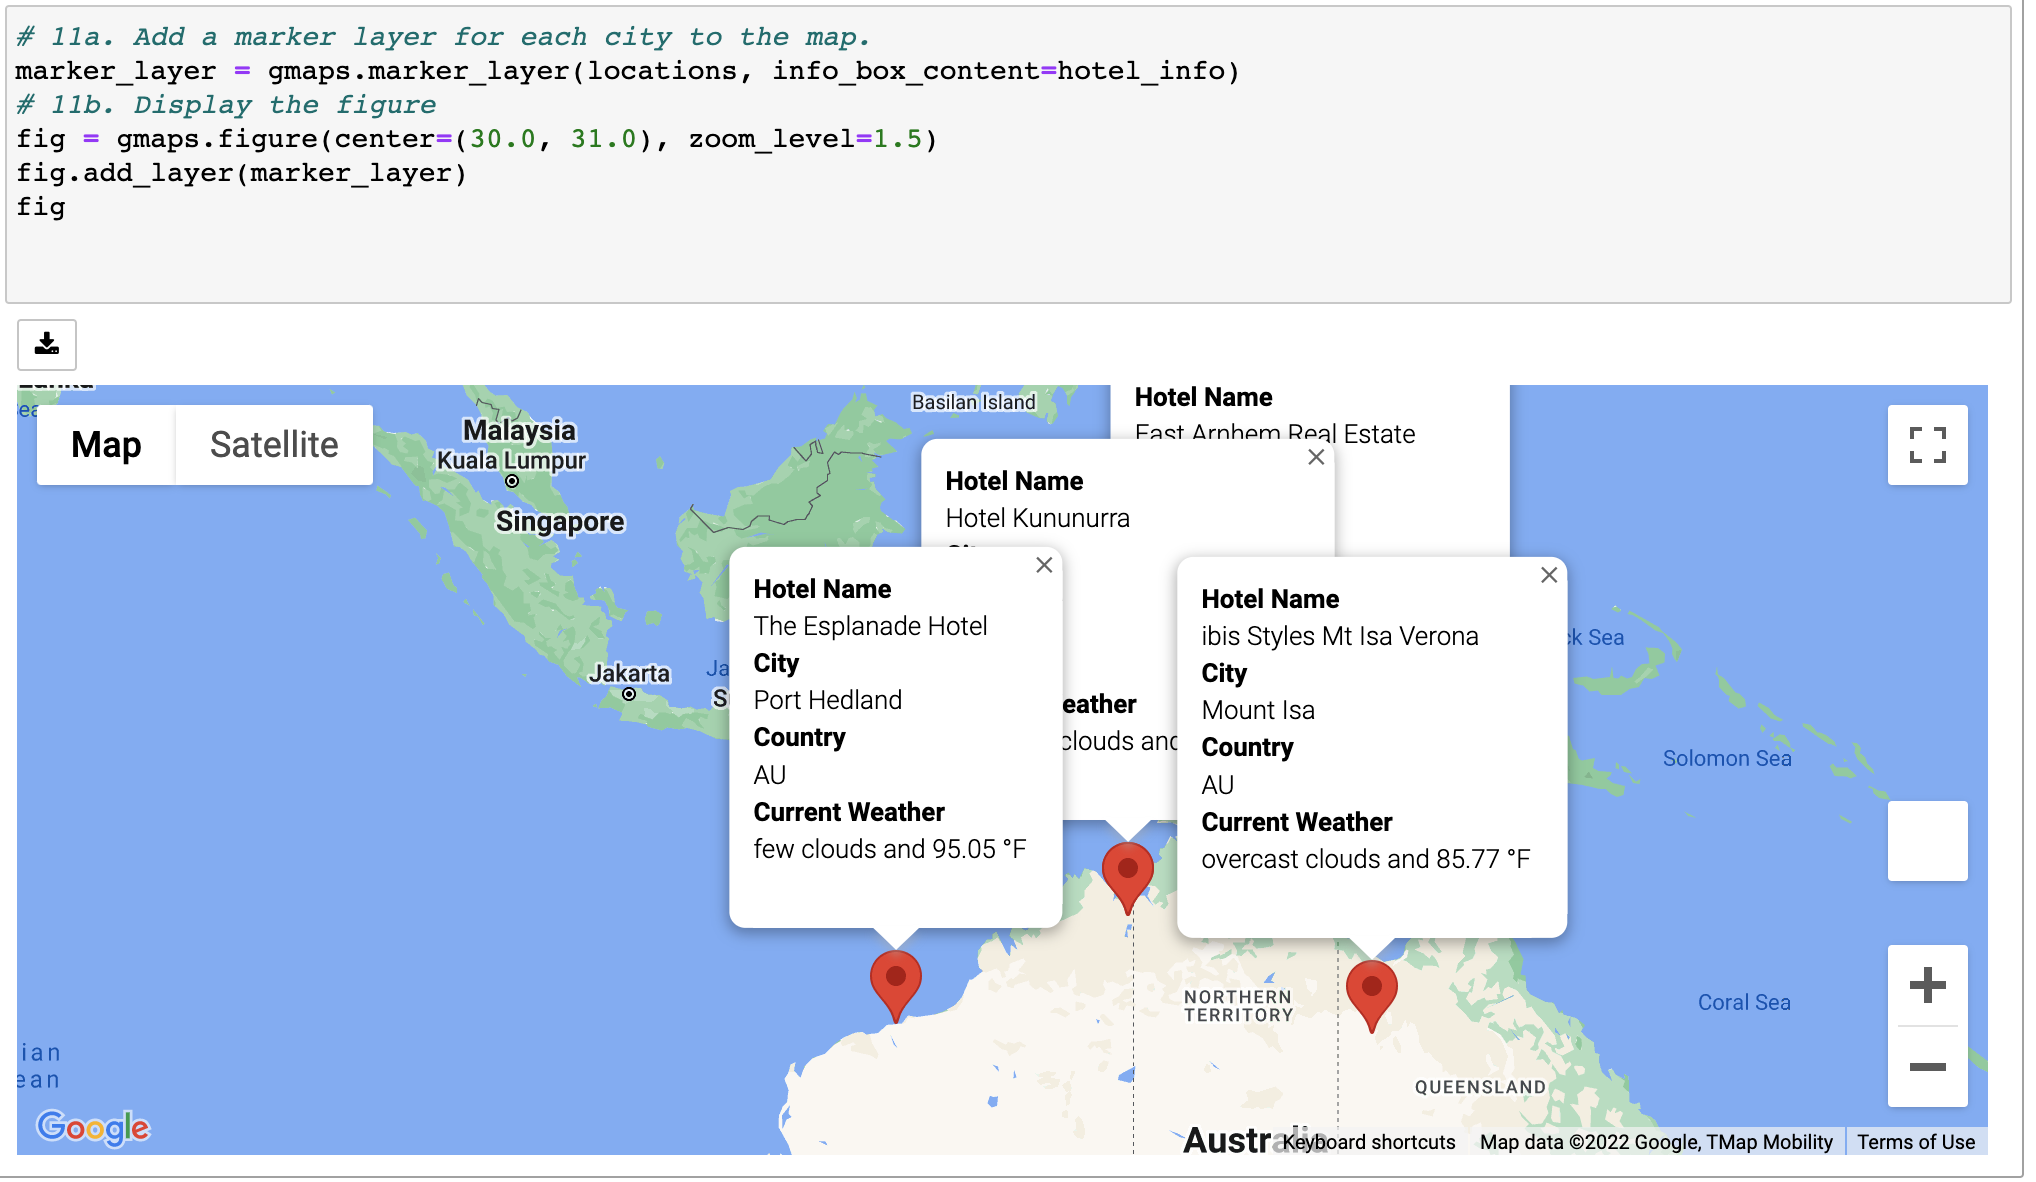 # 11a. Add a marker layer for each city to the map.
marker_layer = gmaps.marker_layer(locations, info_box_content=hotel_info)
# 11b. Display the figure
fig = gmaps.figure(center=(30.0, 31.0), zoom_level=1.5)
fig.add_layer(marker_layer)
fig
Map
Satellite
Malaysia
Kuala Lumpur
Singapore
Basilan Island
Jakarta
Hotel Name
East Arnhem Real Estate
Hotel Name
Hotel Kununurra
eather
clouds and
Hotel Name
The Esplanade Hotel
City
Port Hedland
Country
AU
Current Weather
few clouds and 95.05 °F
Hotel Name
ibis Styles Mt Isa Verona
City
Mount Isa
Country
AU
Current Weather
overcast clouds and 85.77 °F
ck Sea
Solomon Sea
Coral Sea
NORTHERN
TERRITORY
QUEENSLAND
ian
ean
Google
Australia
Keyboard shortcuts
Map data ©2022 Google, TMap Mobility
Terms of Use